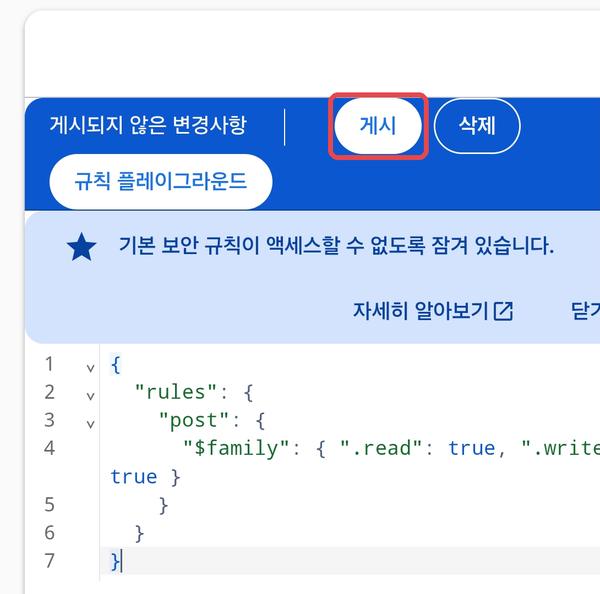 게시되지 않은 변경사항 게시 삭제
규칙 플레이그라운드
기본 보안 규칙이 액세스할 수 없도록 잠겨 있습니다.
자세히 알아보기 닫기
1 {
2 "rules": {
3 "post": {
4 "$family": { ".read": true, ".write
true }
5 }
6 }
7 }